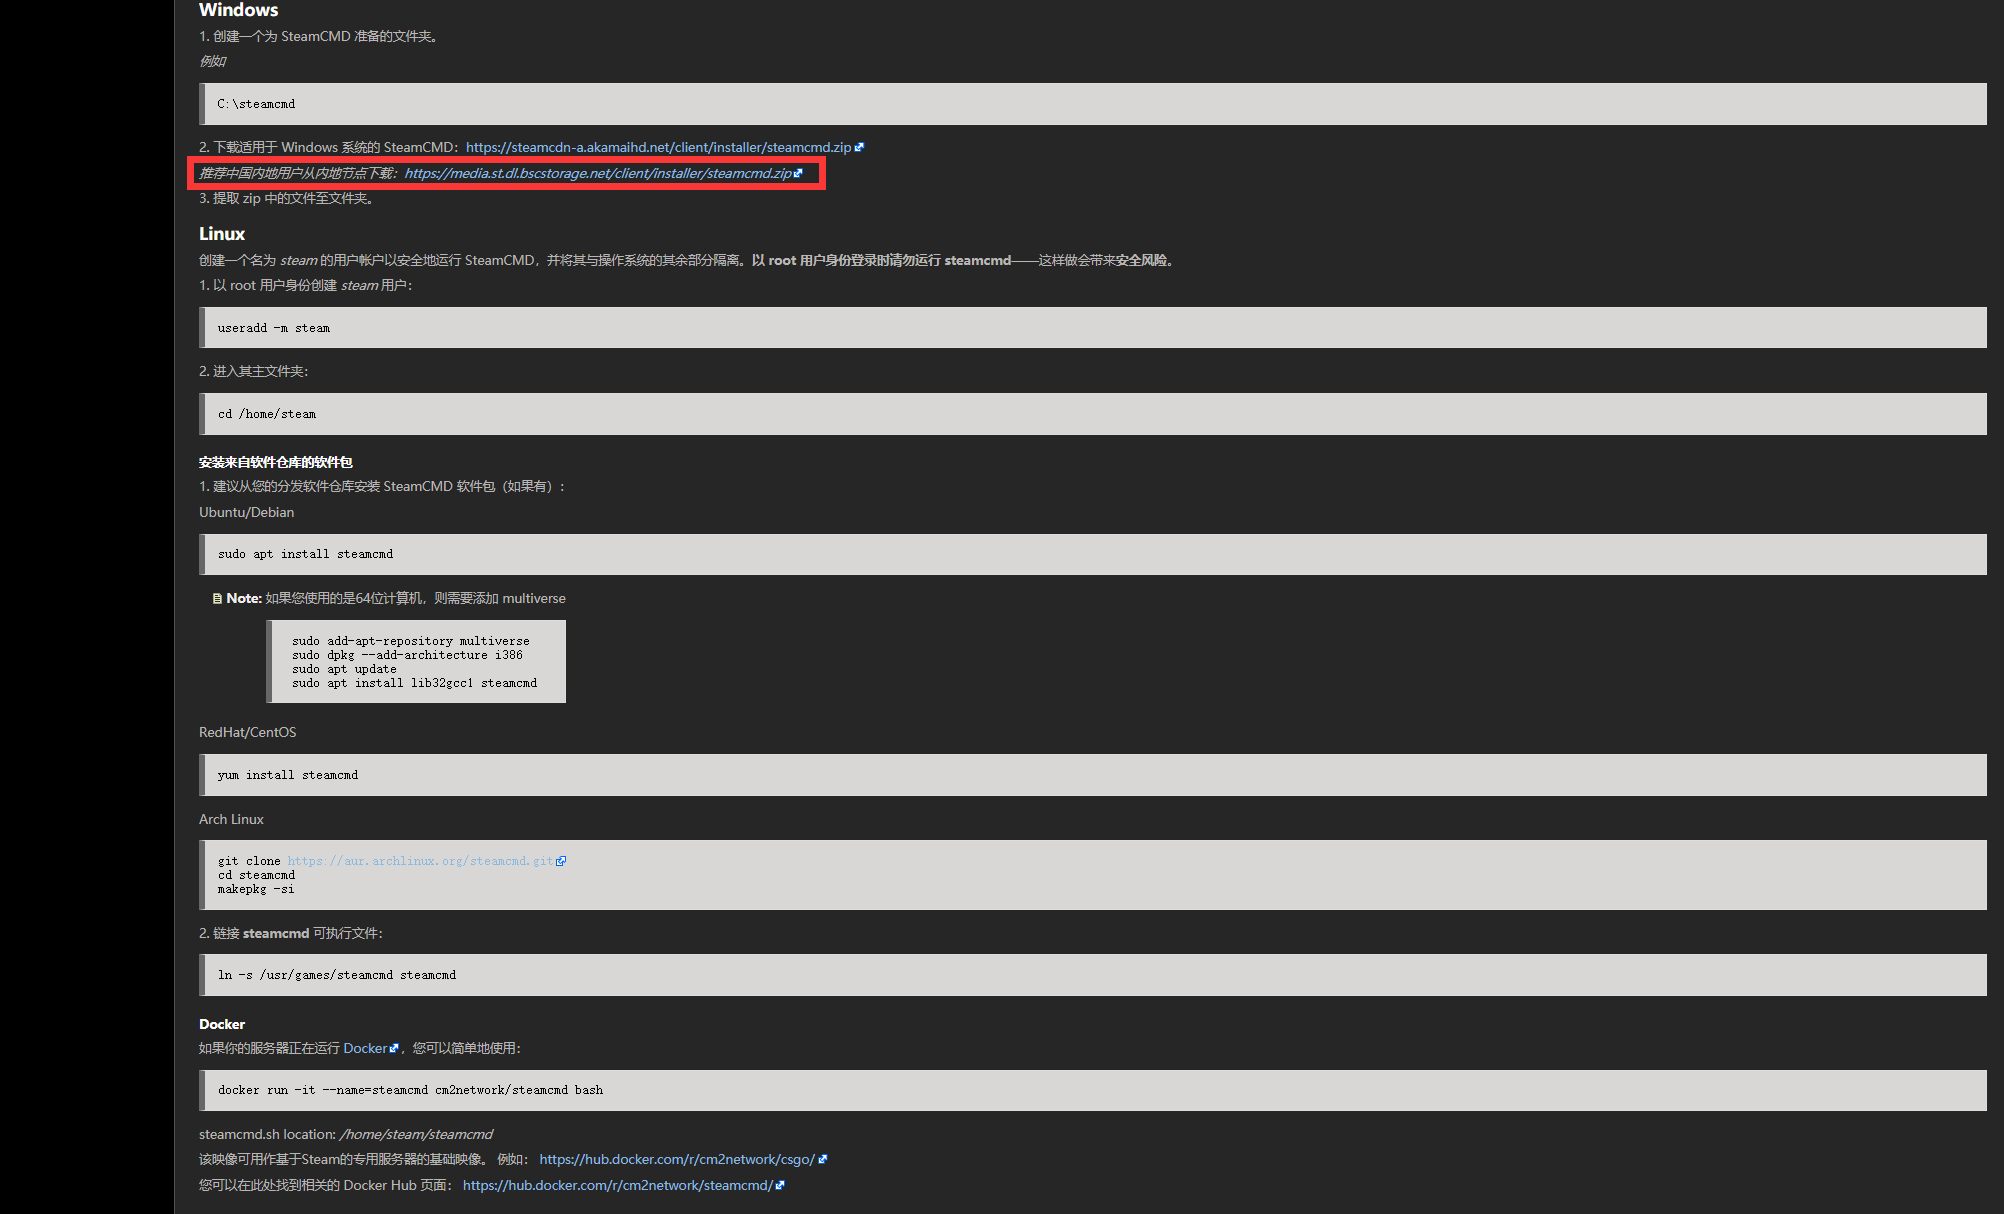 Windows
1. 创建一个为 SteamCMD 准备的文件夹。
例如
C:\steamcmd
2. 下载适用于 Windows 系统的 SteamCMD：https://steamcdn-a.akamaihd.net/client/installer/steamcmd.zip
推荐中国内地用户从内地节点下载：https://media.st.dl.bscstorage.net/client/installer/steamcmd.zip
3. 提取 zip 中的文件至文件夹。
Linux
创建一个名为 steam 的用户帐户以安全地运行 SteamCMD，并将其与操作系统的其余部分隔离。以 root 用户身份登录时请勿运行 steamcmd——这样做会带来安全风险。
1. 以 root 用户身份创建 steam 用户：
useradd -m steam
2. 进入其主文件夹：
cd /home/steam
安装来自软件仓库的软件包
1. 建议从您的分发软件仓库安装 SteamCMD 软件包（如果有）：
Ubuntu/Debian
sudo apt install steamcmd
Note: 如果您使用的是64位计算机，则需要添加 multiverse
sudo add-apt-repository multiverse
sudo dpkg --add-architecture i386
sudo apt update
sudo apt install lib32gcc1 steamcmd
RedHat/CentOS
yum install steamcmd
Arch Linux
git clone https://aur.archlinux.org/steamcmd.git
cd steamcmd
makepkg -si
2. 链接 steamcmd 可执行文件：
ln -s /usr/games/steamcmd steamcmd
Docker
如果你的服务器正在运行 Docker，您可以简单地使用：
docker run -it --name=steamcmd cm2network/steamcmd bash
steamcmd.sh location: /home/steam/steamcmd
该映像可用作基于Steam的专用服务器的基础映像。 例如： https://hub.docker.com/r/cm2network/csgo/
您可以在此处找到相关的 Docker Hub 页面： https://hub.docker.com/r/cm2network/steamcmd/